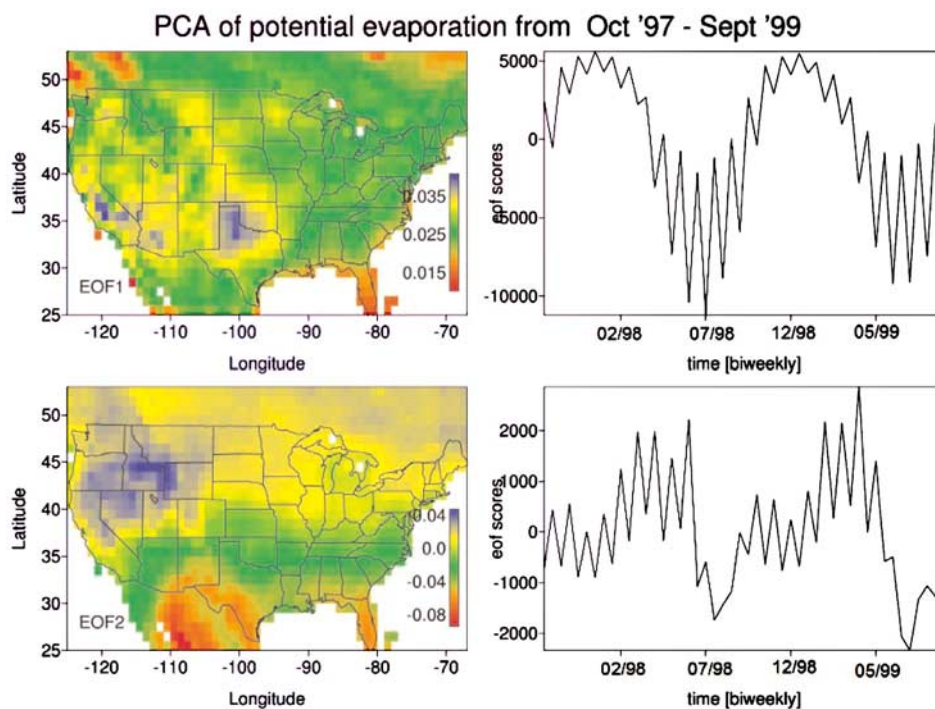 PCA of potential evaporation from Oct '97 - Sept '99
Latitude
50
45
40
35
30
25
0.035
0.025
0.015
EOF1
-120 -110 -100 -90 -80 -70
Longitude
eof scores
5000
0
-5000
-10000
02/98 07/98 12/98 05/99
time [biweekly]
Latitude
50
45
40
35
30
25
0.04
0.0
-0.04
-0.08
EOF2
-120 -110 -100 -90 -80 -70
Longitude
eof scores
2000
1000
0
-1000
-2000
02/98 07/98 12/98 05/99
time [biweekly]